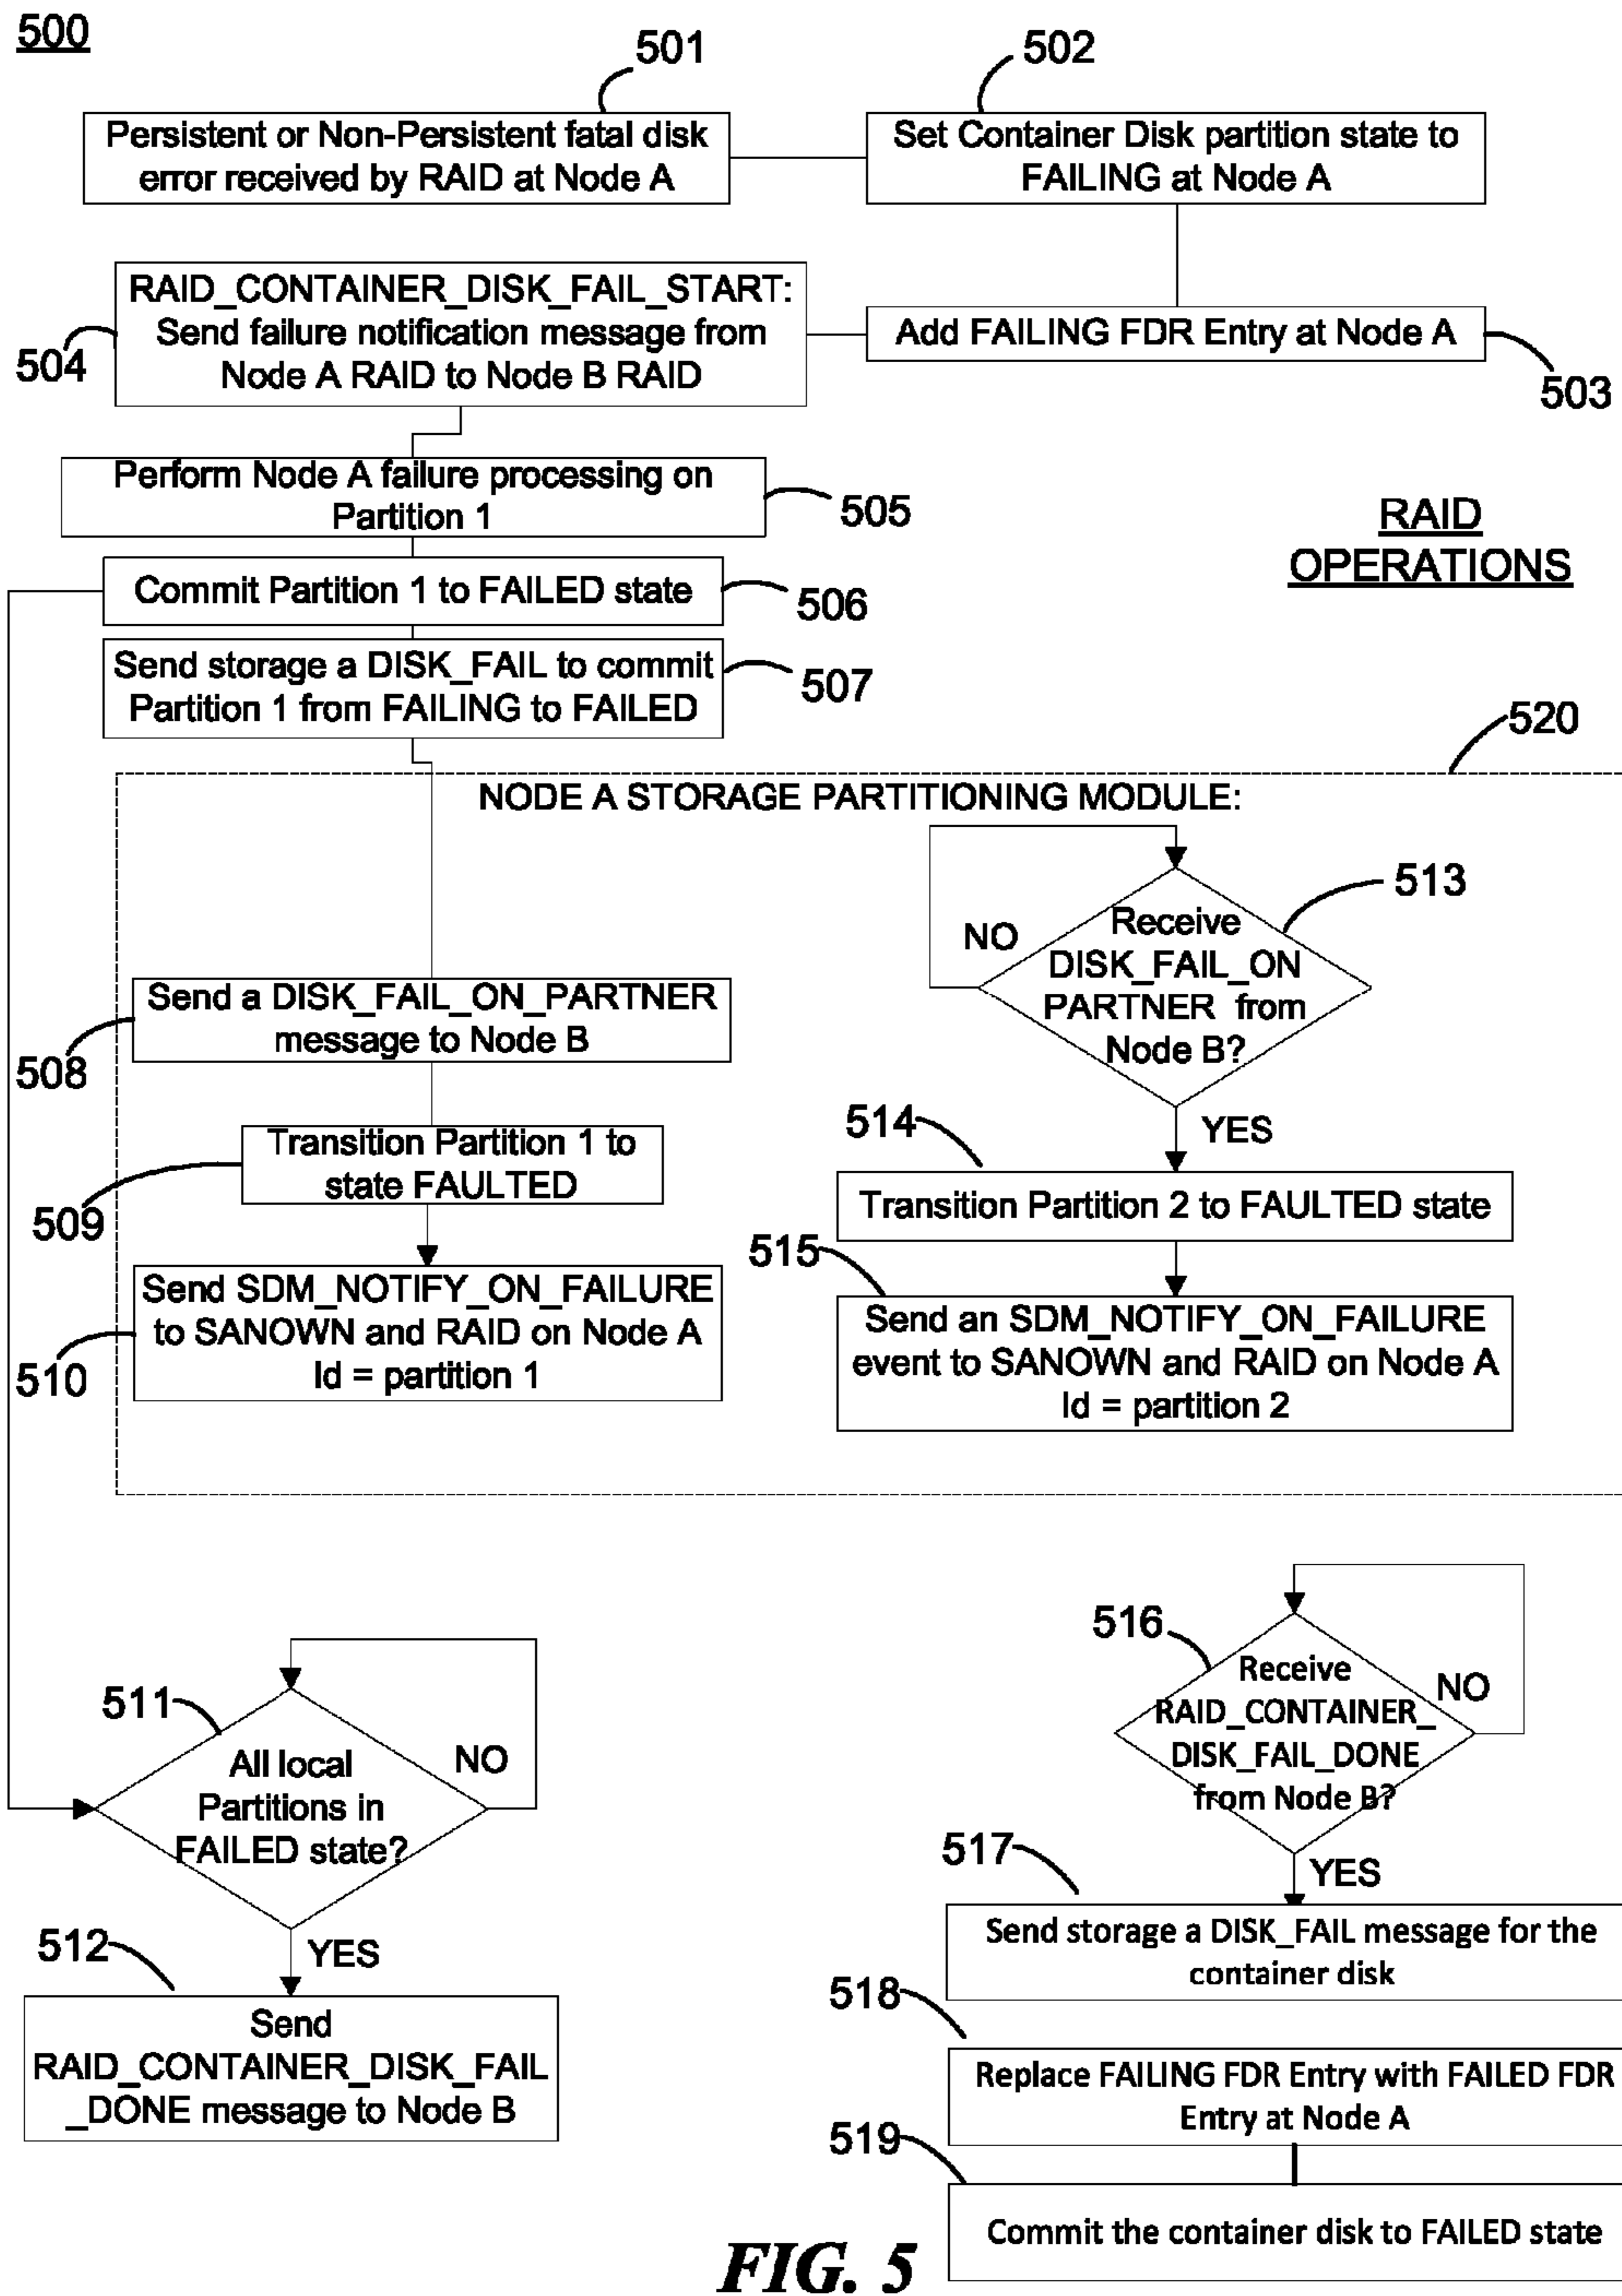 500
501
502
Persistent or Non-Persistent fatal disk
error received by RAID at Node A
Set Container Disk partition state to
FAILING at Node A
RAID_CONTAINER_DISK_FAIL_START:
Send failure notification message from
Node A RAID to Node B RAID
504
Add FAILING FDR Entry at Node A
503
Perform Node A failure processing on
Partition 1
505
RAID
OPERATIONS
Commit Partition 1 to FAILED state
506
Send storage a DISK_FAIL to commit
Partition 1 from FAILING to FAILED
507
520
NODE A STORAGE PARTITIONING MODULE:
513
NO
Receive
DISK_FAIL_ON
PARTNER from
Node B?
Send a DISK_FAIL_ON_PARTNER
message to Node B
508
YES
514
Transition Partition 1 to
state FAULTED
509
Transition Partition 2 to FAULTED state
515
Send SDM_NOTIFY_ON_FAILURE
to SANOWN and RAID on Node A
Id = partition 1
510
Send an SDM_NOTIFY_ON_FAILURE
event to SANOWN and RAID on Node A
Id = partition 2
516
Receive
RAID_CONTAINER_
DISK_FAIL_DONE
from Node B?
NO
511
All local
Partitions in
FAILED state?
NO
517
YES
Send storage a DISK_FAIL message for the
container disk
512
YES
518
Send
RAID_CONTAINER_DISK_FAIL
_DONE message to Node B
Replace FAILING FDR Entry with FAILED FDR
Entry at Node A
519
Commit the container disk to FAILED state
FIG. 5